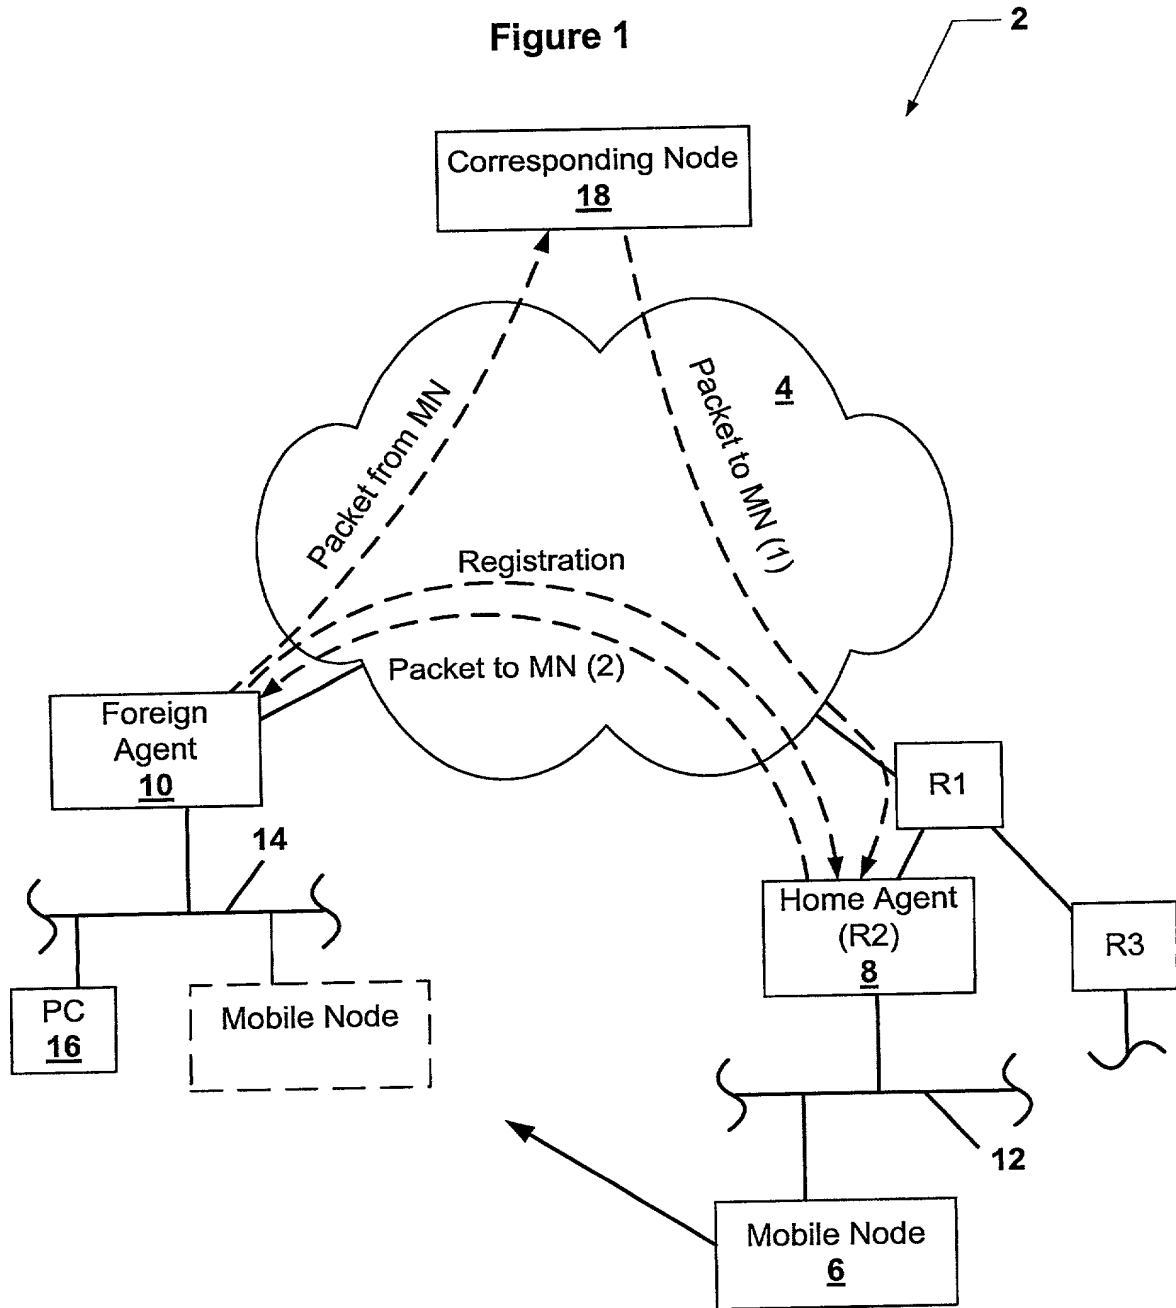 Figure 1
2
Corresponding Node
18
4
Packet from MN
Packet to MN (1)
Registration
Packet to MN (2)
Foreign
Agent
10
R1
14
Home Agent
(R2)
8
R3
PC
16
Mobile Node
12
Mobile Node
6